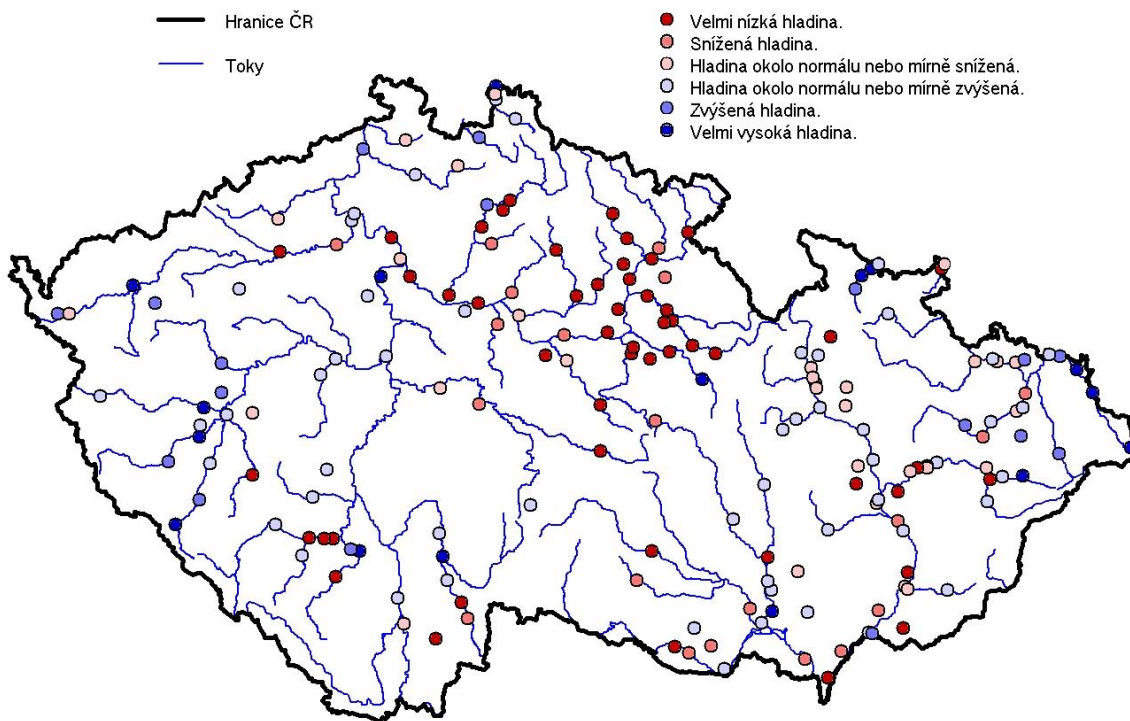 Hranice ČR
Toky
Velmi nízká hladina.
Snížená hladina.
Hladina okolo normálu nebo mírně snížená.
Hladina okolo normálu nebo mírně zvýšená.
Zvýšená hladina.
Velmi vysoká hladina.